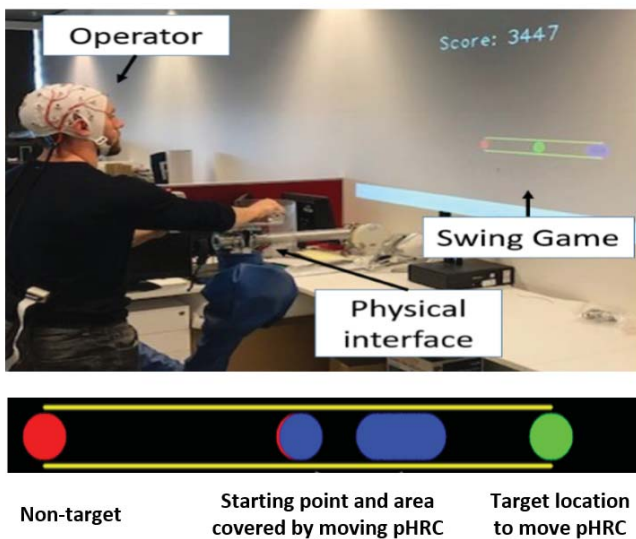 Operator
Score: 3447
Swing Game
Physical
interface
Non-target
Starting point and area
covered by moving pHRC
Target location
to move pHRC